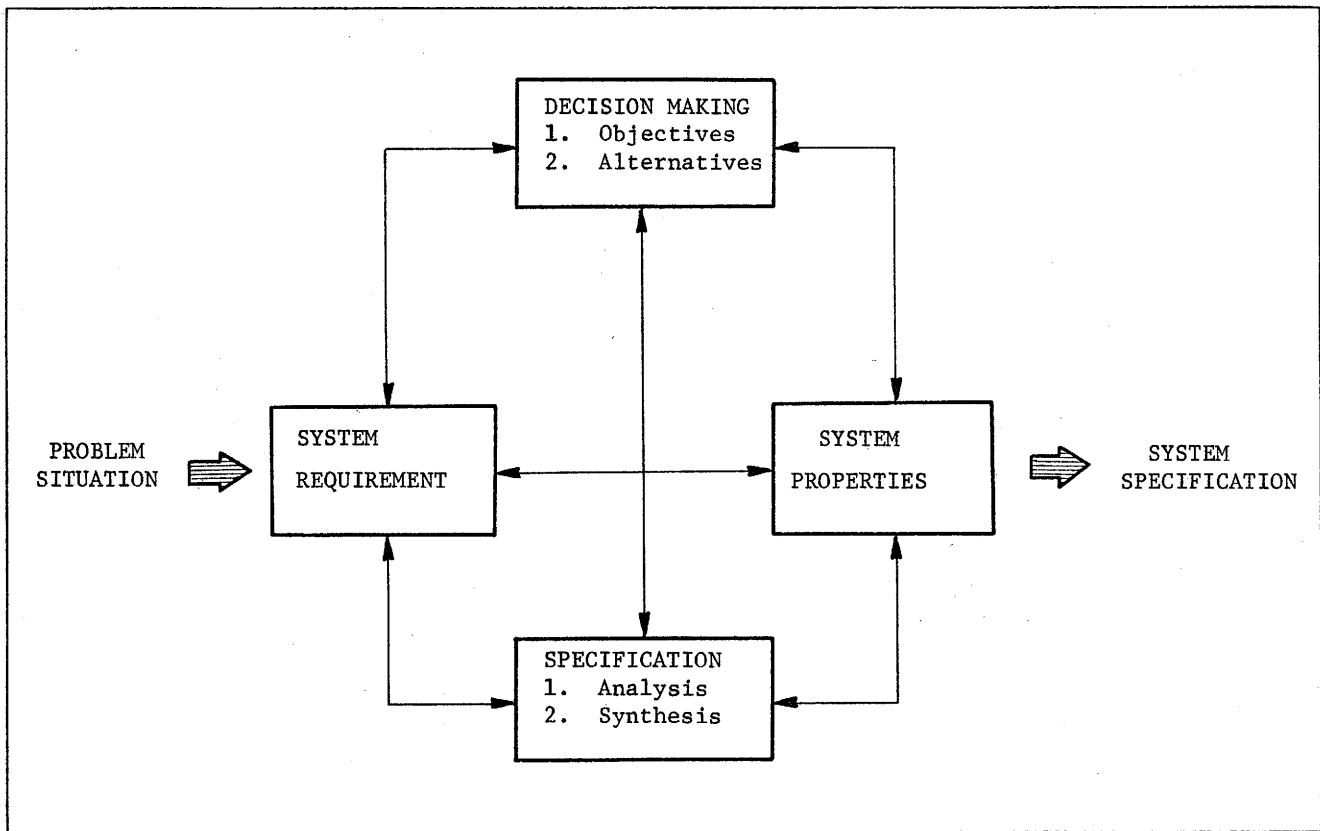 DECISION MAKING
1. Objectives
2. Alternatives
PROBLEM
SITUATION
SYSTEM
REQUIREMENT
SYSTEM
PROPERTIES
SYSTEM
SPECIFICATION
SPECIFICATION
1. Analysis
2. Synthesis